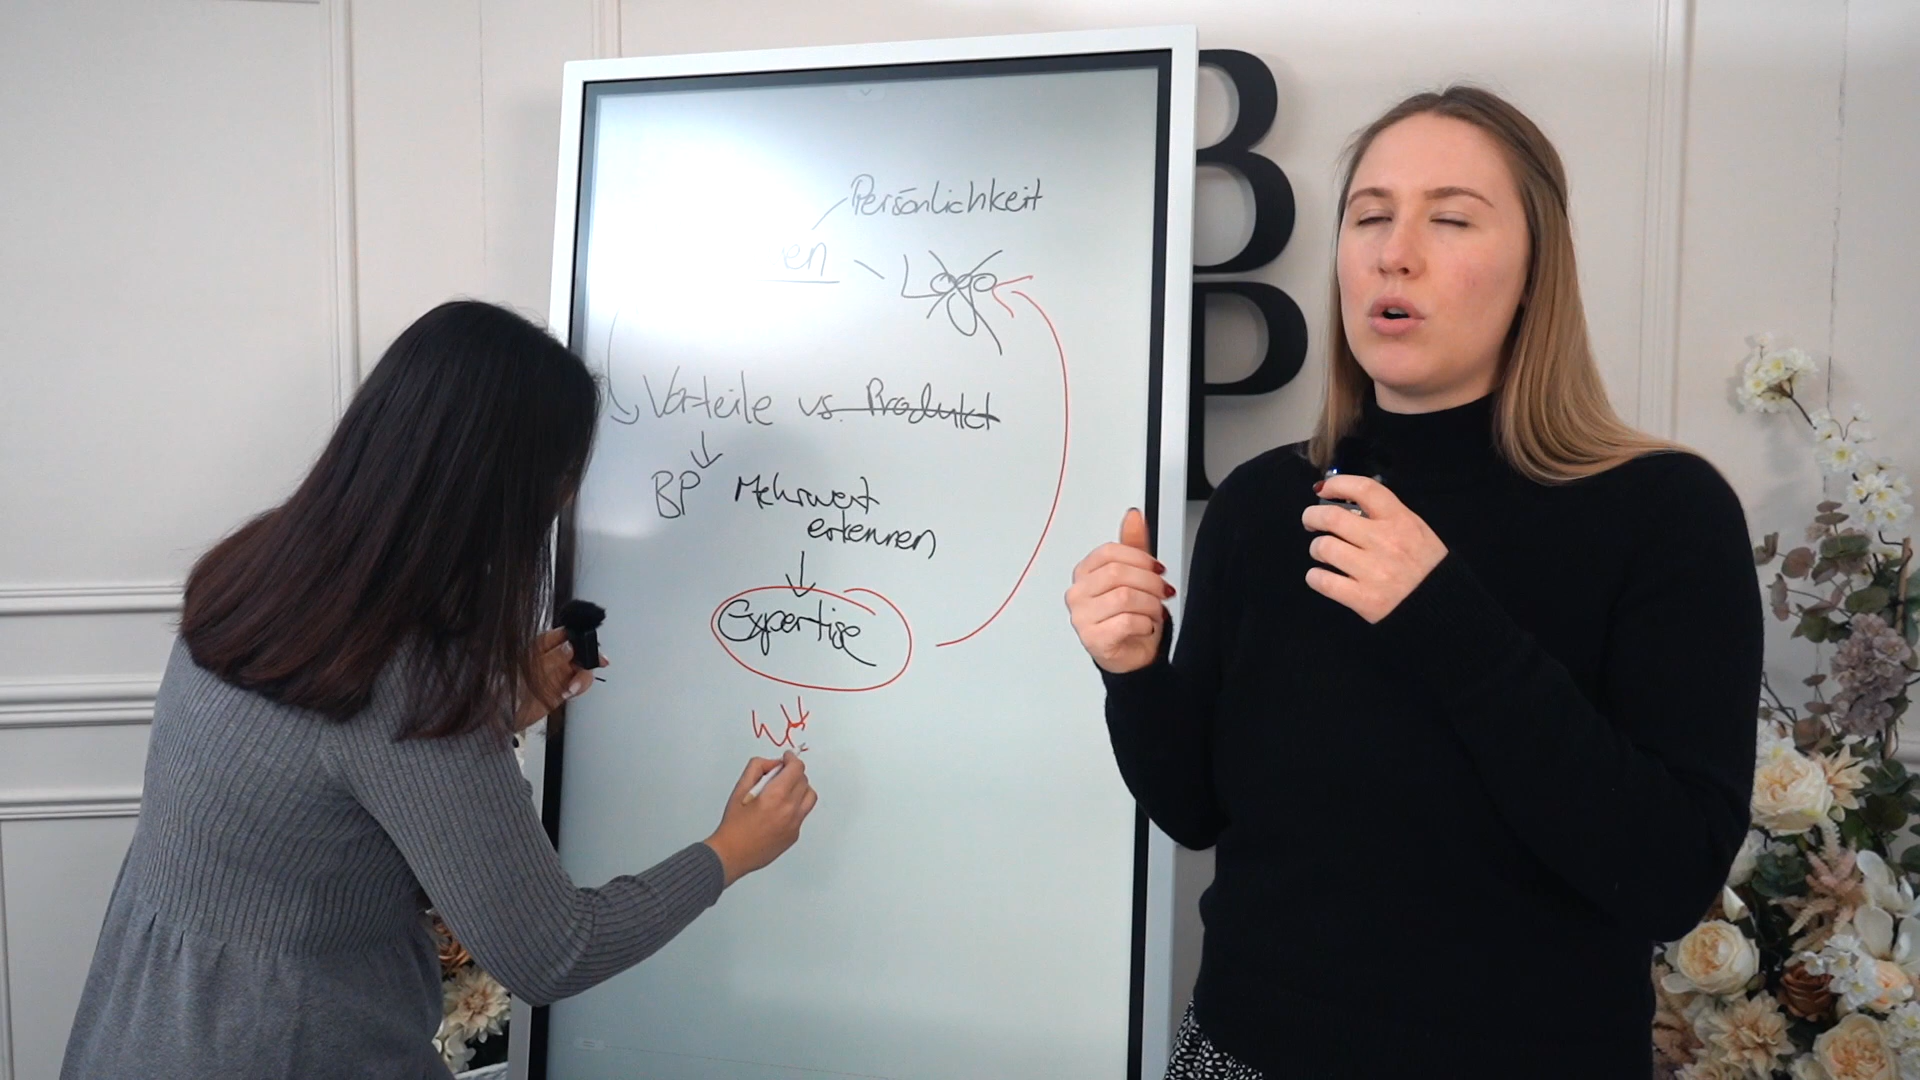 Persönlichkeit
en
Logo
Vorteile vs. Produkt
BP Mehrwert
erkennen
Expertise
B
P